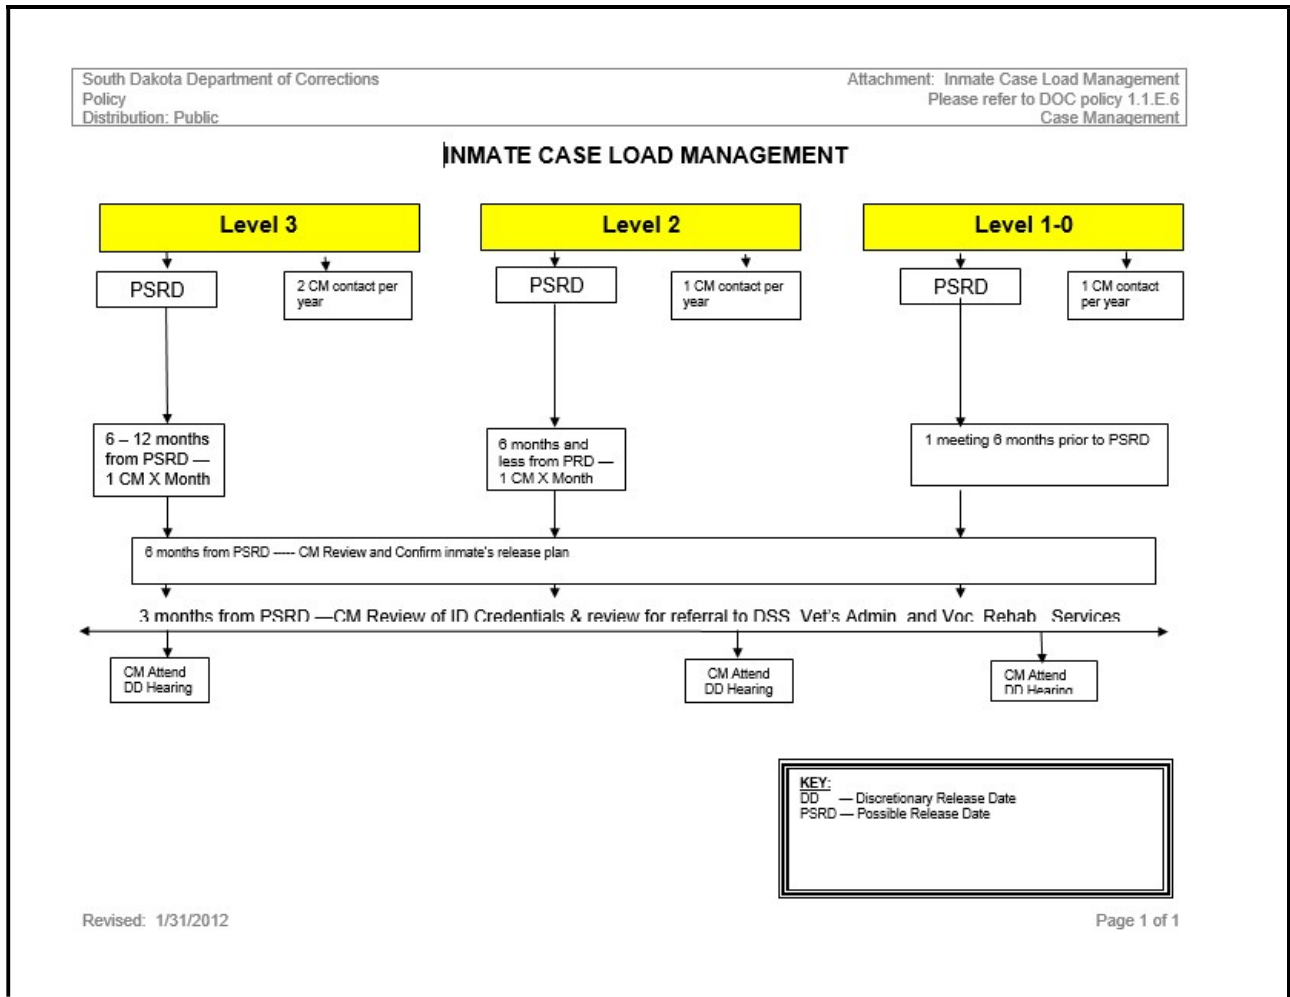 South Dakota Department of Corrections
Policy
Distribution: Public
Attachment: Inmate Case Load Management
Please refer to DOC policy 1.1.E.6
Case Management
INMATE CASE LOAD MANAGEMENT
Level 3
Level 2
Level 1-0
PSRD
2 CM contact per
year
PSRD
1 CM contact per
year
PSRD
1 CM contact
per year
6 – 12 months
from PSRD —
1 CM X Month
6 months and
less from PRD —
1 CM X Month
1 meeting 6 months prior to PSRD
6 months from PSRD ----- CM Review and Confirm inmate's release plan
3 months from PSRD —CM Review of ID Credentials & review for referral to DSS Vet's Admin and Voc Rehab Services
CM Attend
DD Hearing
CM Attend
DD Hearing
CM Attend
DD Hearing
KEY:
DD — Discretionary Release Date
PSRD — Possible Release Date
Revised: 1/31/2012
Page 1 of 1